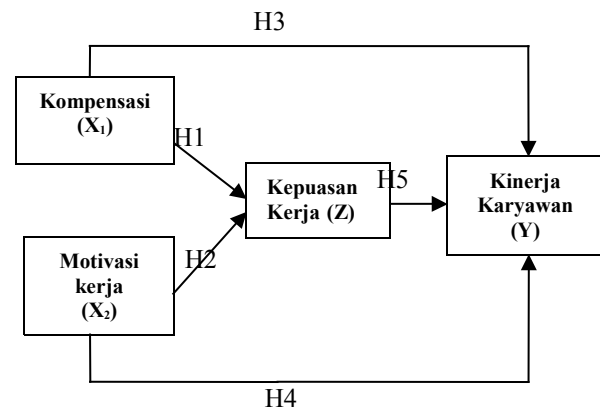 H3
Kompensasi
(X₁)
H1
Kepuasan
Kerja (Z)
H5
Kinerja
Karyawan
(Y)
Motivasi
kerja
(X₂)
H2
H4